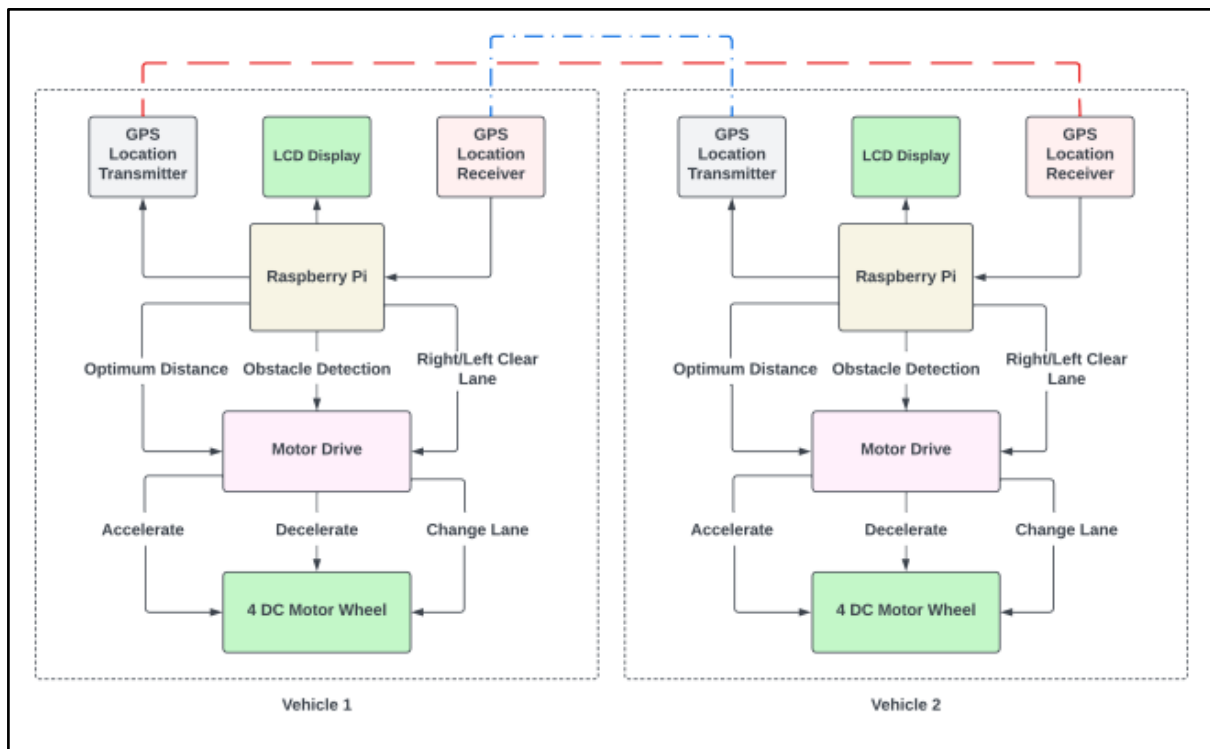 GPS
Location
Transmitter
LCD Display
GPS
Location
Receiver
Raspberry Pi
Optimum Distance
Obstacle Detection
Right/Left Clear
Lane
Motor Drive
Accelerate
Decelerate
Change Lane
4 DC Motor Wheel
Vehicle 1
GPS
Location
Transmitter
LCD Display
GPS
Location
Receiver
Raspberry Pi
Optimum Distance
Obstacle Detection
Right/Left Clear
Lane
Motor Drive
Accelerate
Decelerate
Change Lane
4 DC Motor Wheel
Vehicle 2